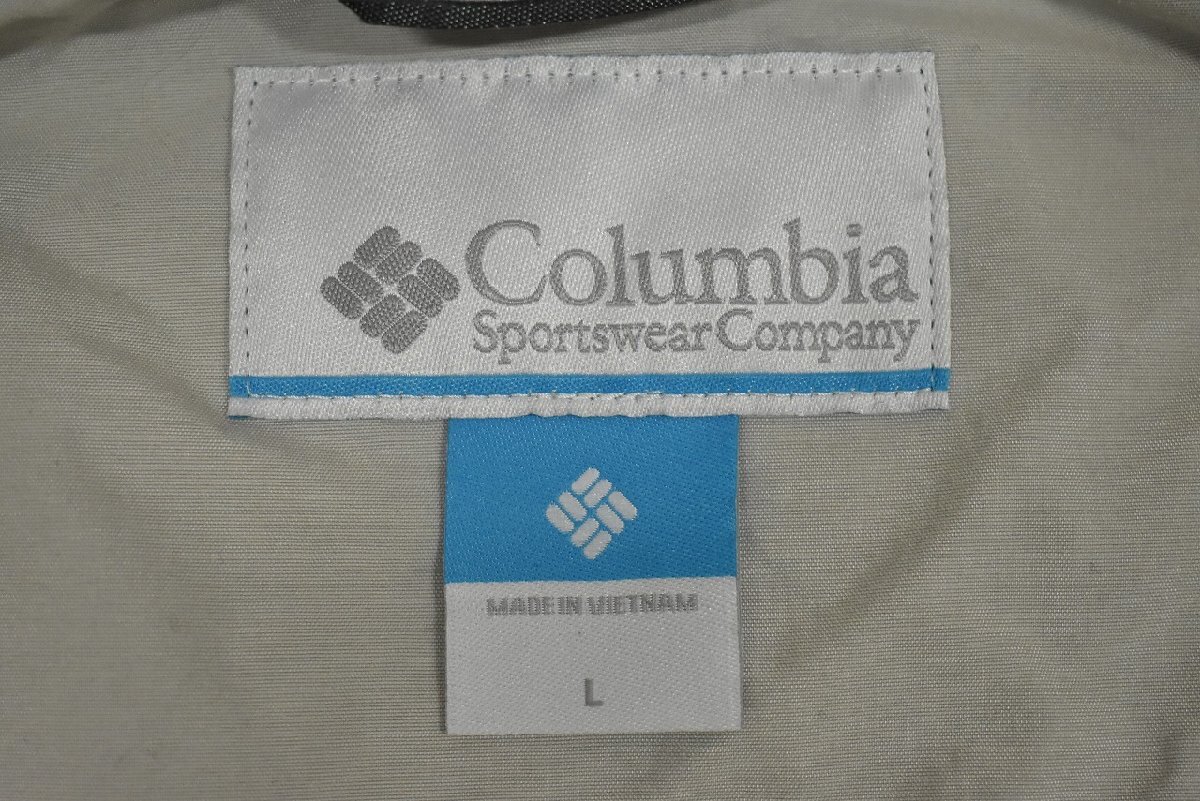 Columbia
Sportswear Company
MADE IN VIETNAM
L